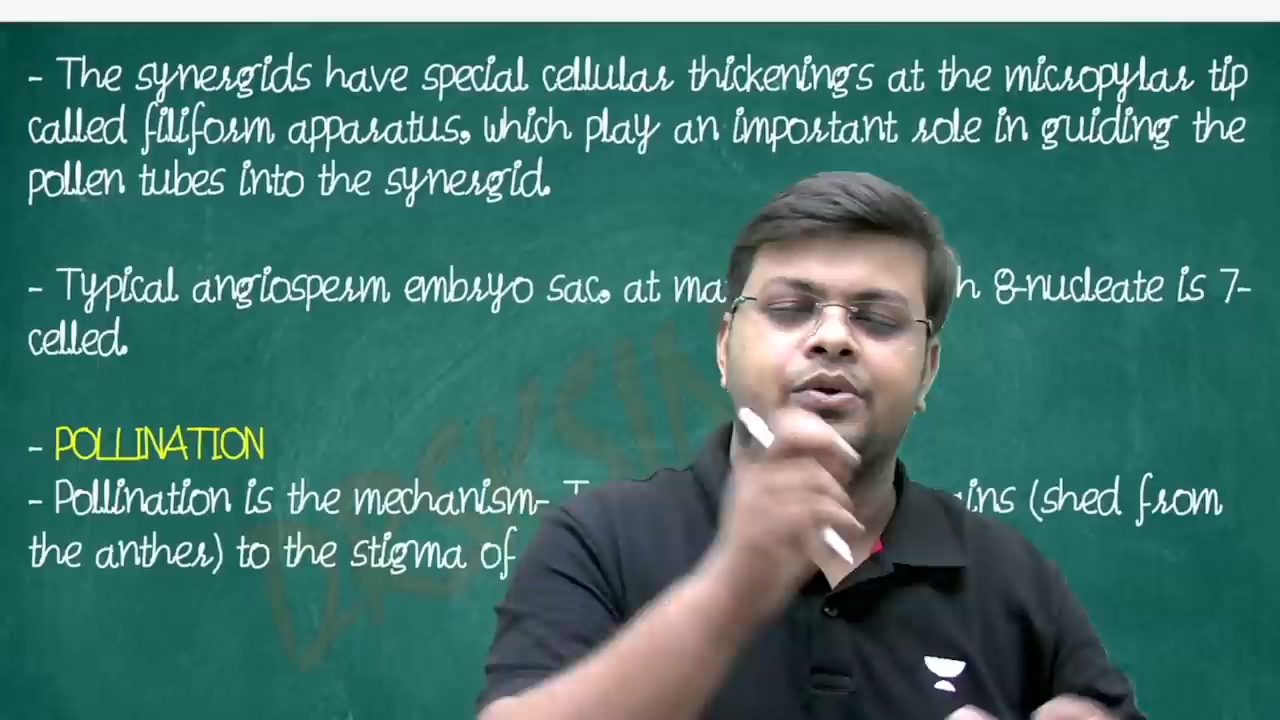 - The synergids have special cellular thickenings at the micropylar tip
called filiform apparatus, which play an important role in guiding the
pollen tubes into the synergid.
- Typical angiosperm embryo sac, at ma 8-nucleate is 7-
celled.
- POLLINATION
- Pollination is the mechanism- (shed from
the anther) to the stigma of